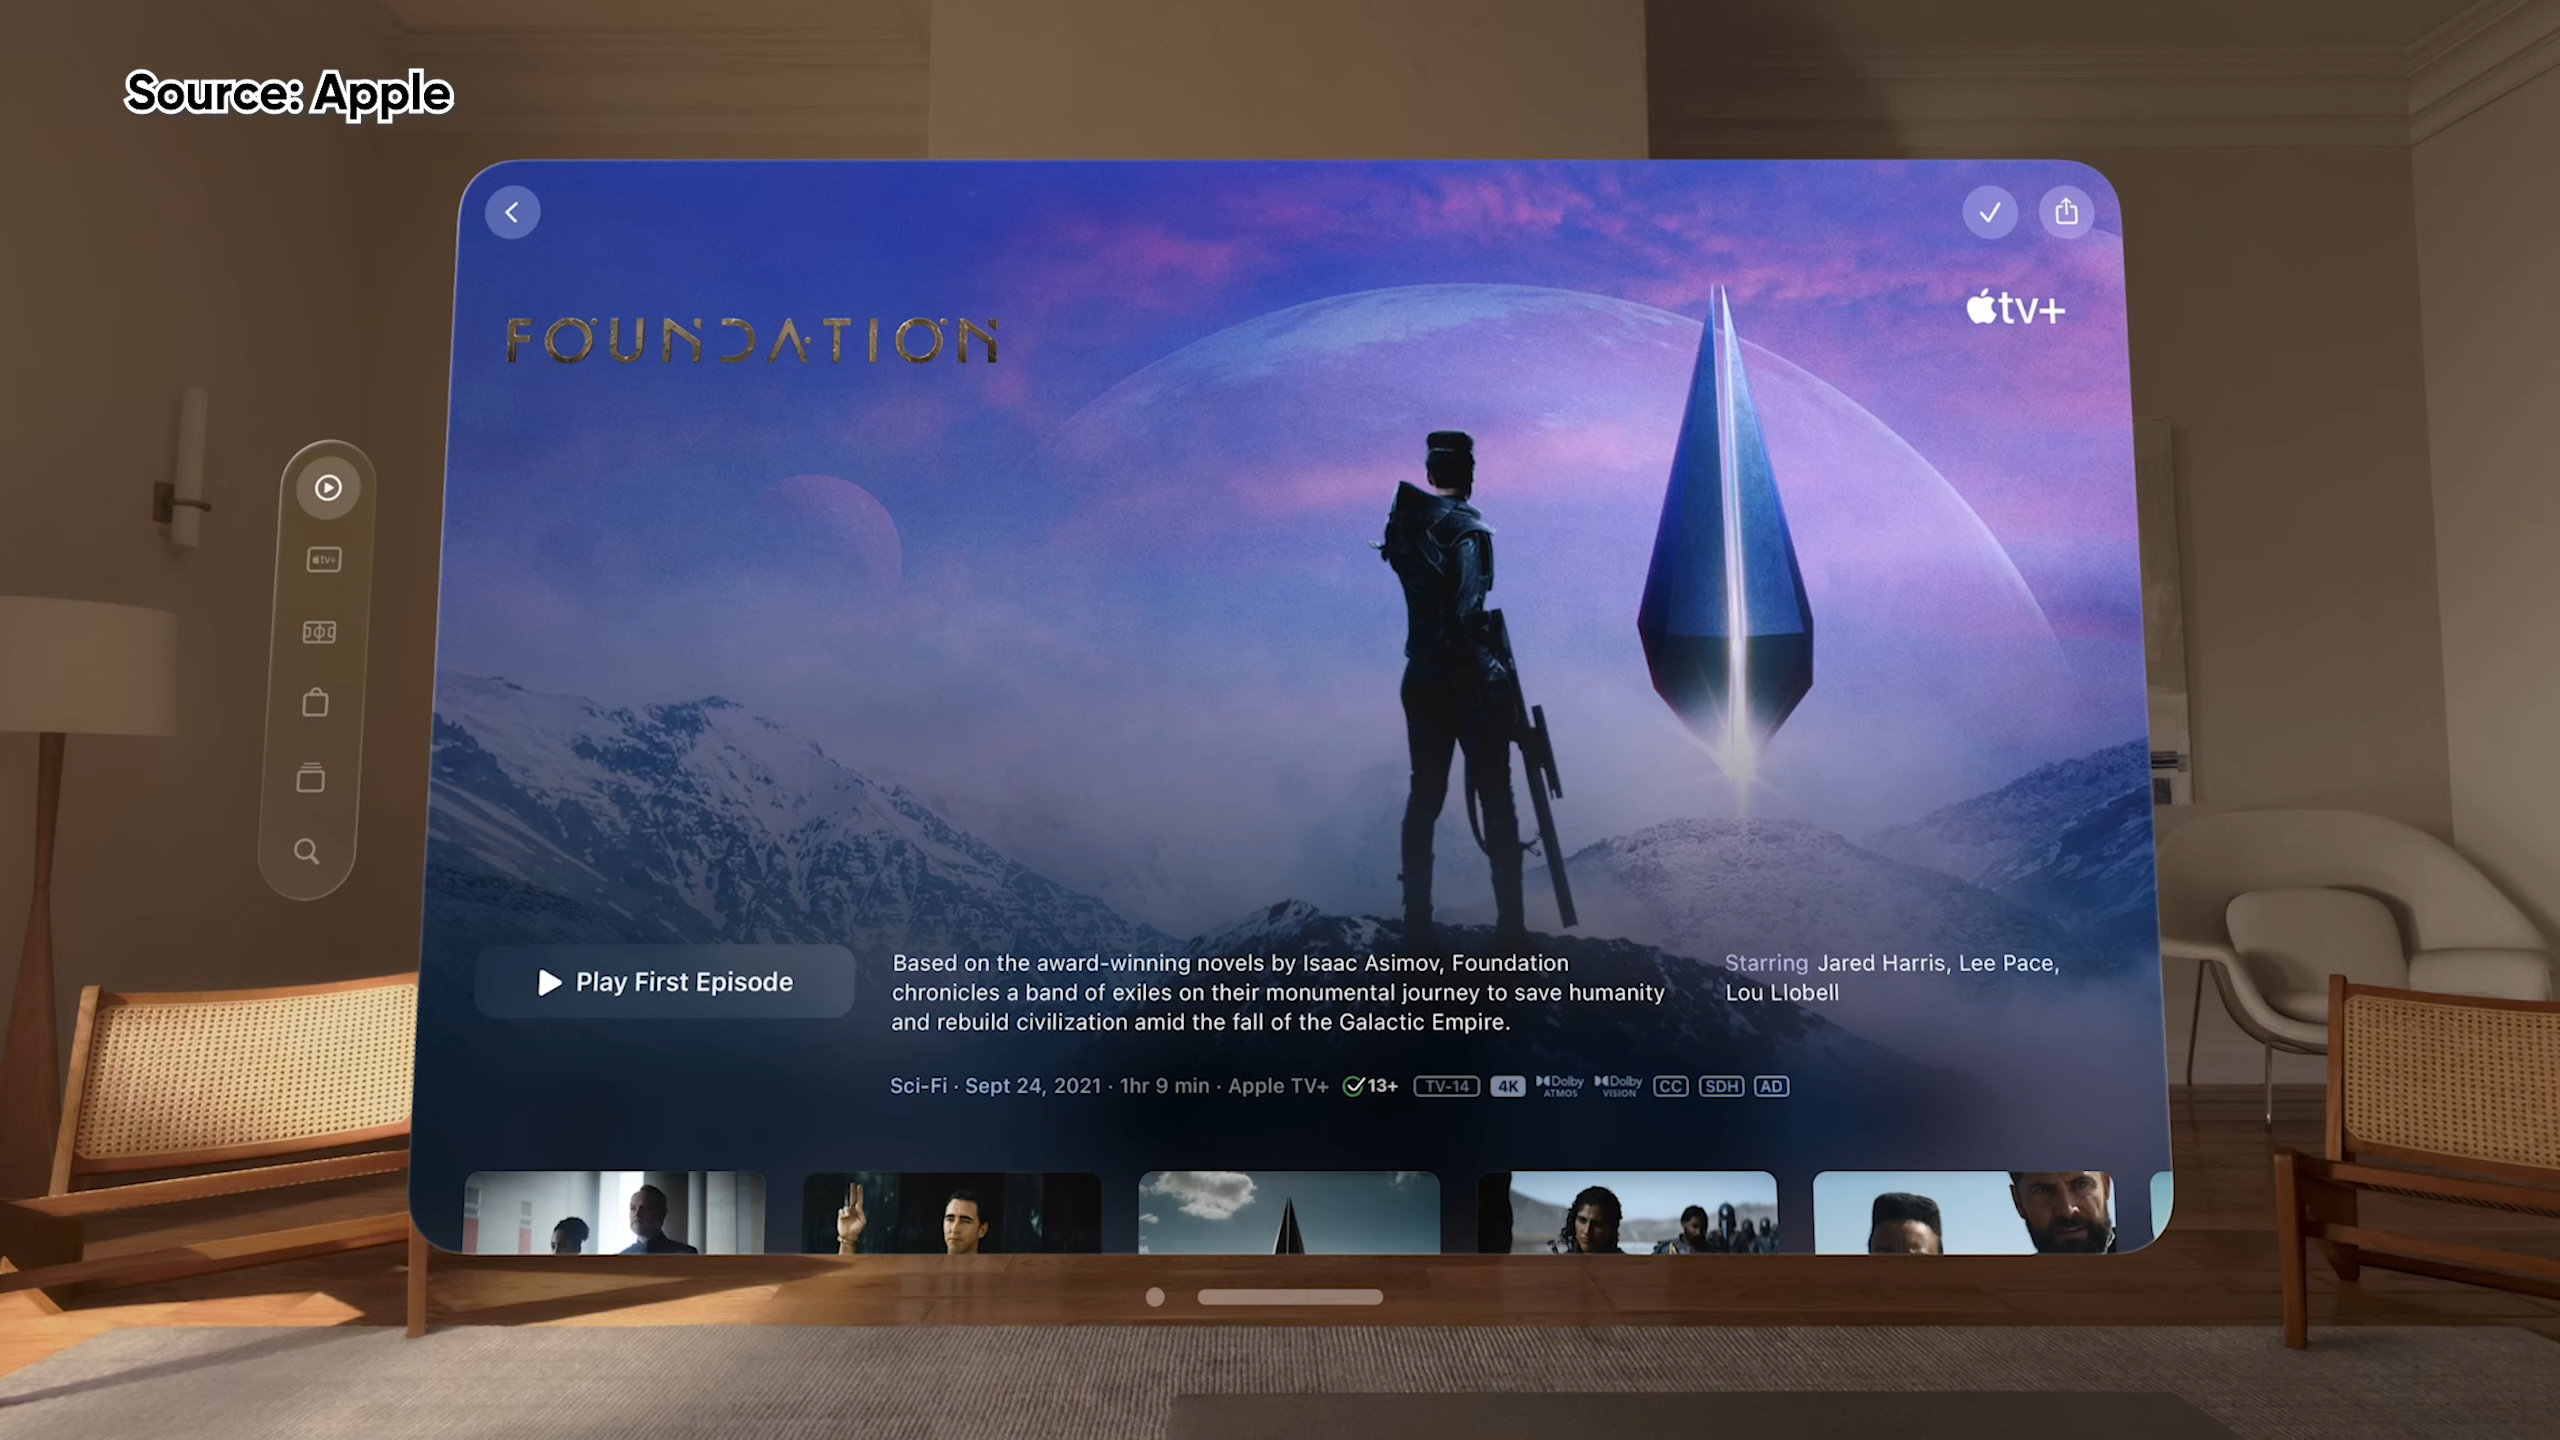 Source: Apple
FOUNDATION
tv+
tv+
Play First Episode
Based on the award-winning novels by Isaac Asimov, Foundation
chronicles a band of exiles on their monumental journey to save humanity
and rebuild civilization amid the fall of the Galactic Empire.
Starring Jared Harris, Lee Pace,
Lou Llobell
Sci-Fi · Sept 24, 2021 · 1hr 9 min · Apple TV+ 13+ TV-14 4K Dolby ATMOS Dolby VISION CC SDH AD